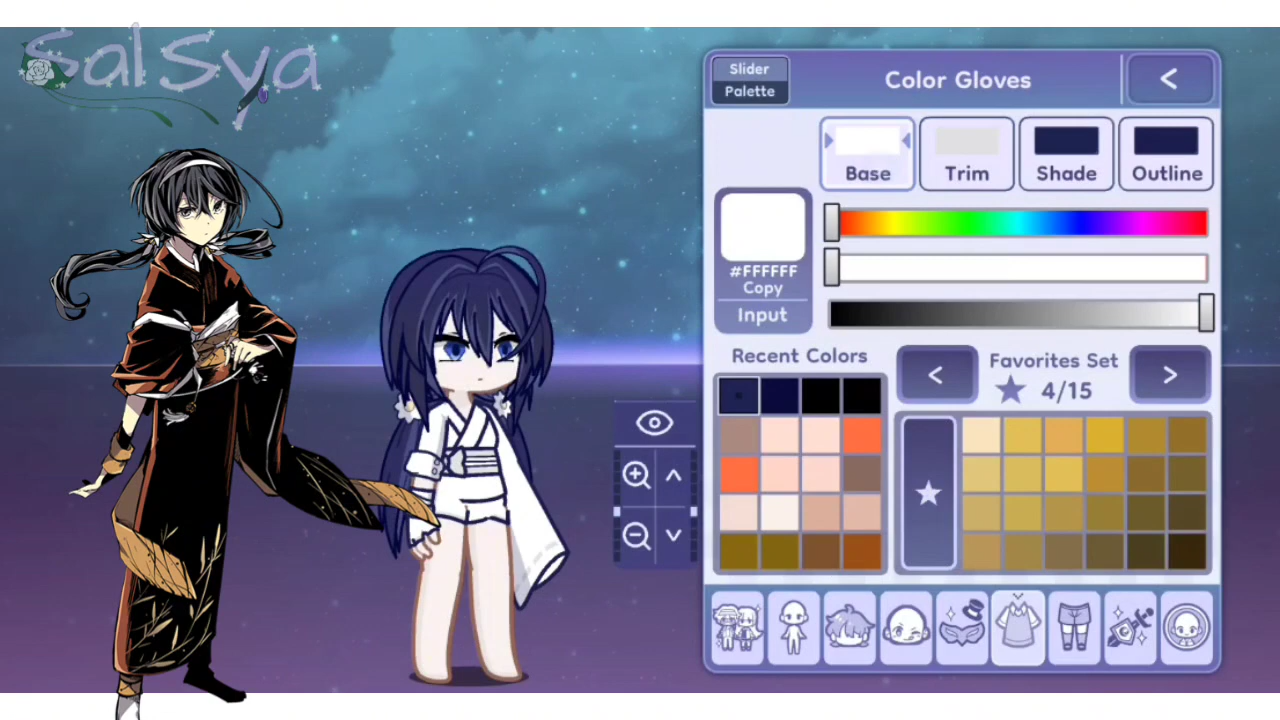 SalSya
Slider
Palette
Color Gloves
<
Base
Trim
Shade
Outline
#FFFFFF
Copy
Input
Recent Colors
<
Favorites Set
4/15
>